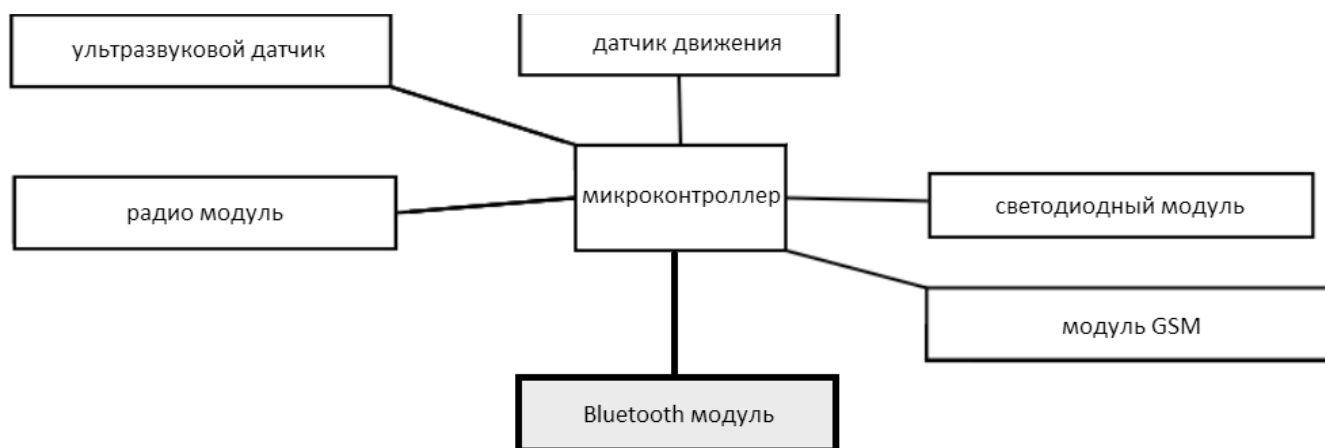 ультразвуковой датчик
датчик движения
микроконтроллер
радио модуль
светодиодный модуль
модуль GSM
Bluetooth модуль